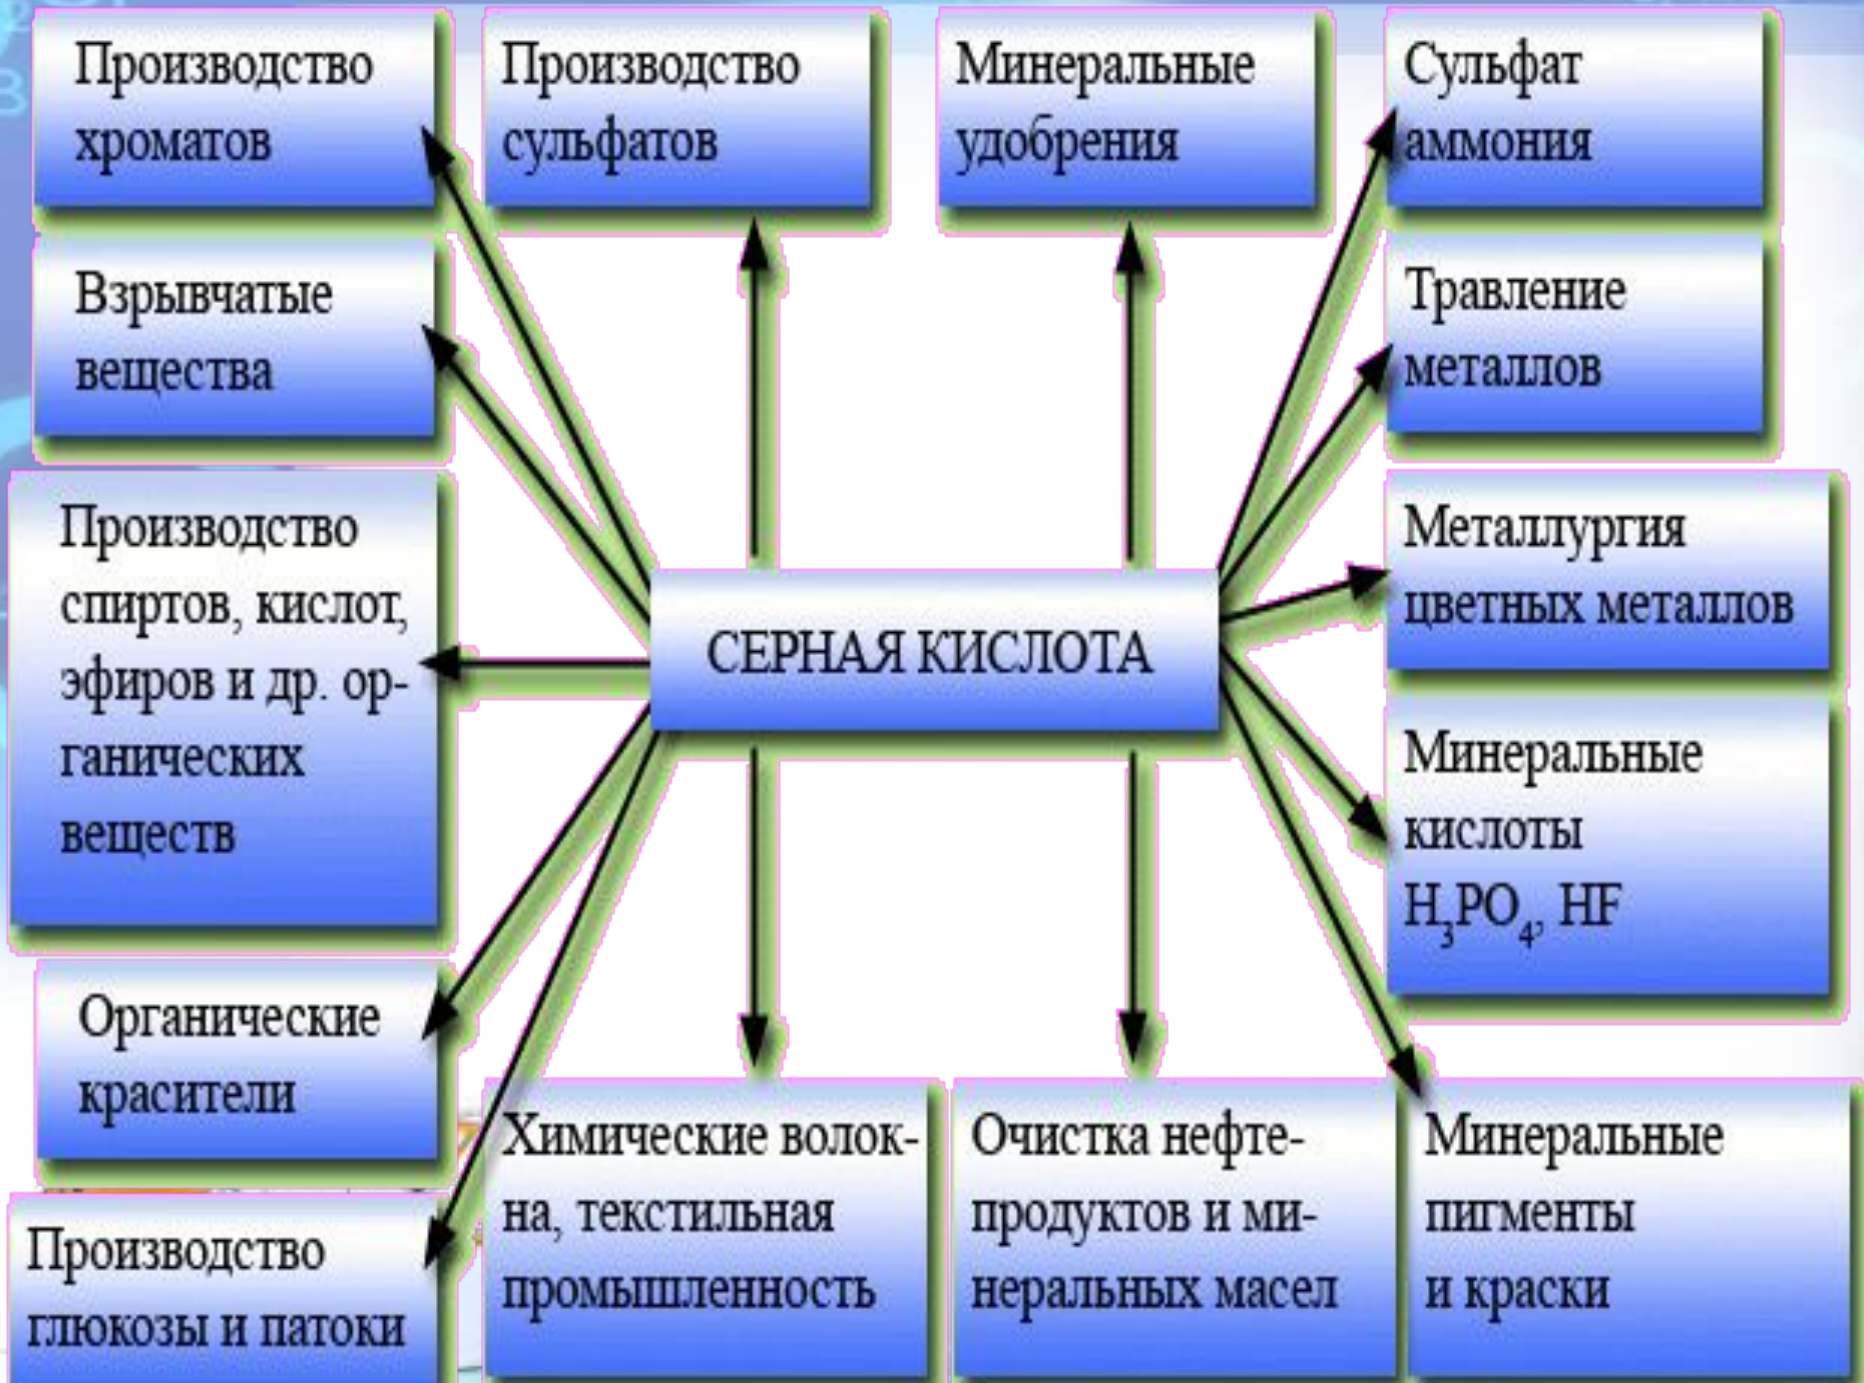 Производство
хроматов
Производство
сульфатов
Минеральные
удобрения
Сульфат
аммония
Взрывчатые
вещества
Травление
металлов
Производство
спиртов, кислот,
эфиров и др. ор-
ганических
веществ
СЕРНАЯ КИСЛОТА
Металлургия
цветных металлов
Минеральные
кислоты
H₃PO₄, HF
Органические
красители
Производство
глюкозы и патоки
Химические волок-
на, текстильная
промышленность
Очистка нефте-
продуктов и ми-
неральных масел
Минеральные
пигменты
и краски